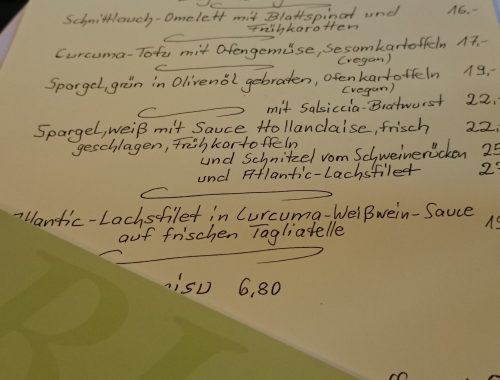 Schnittlauch-Omelett mit Blattspinat und 16.-
Frühkarotten
Curcuma-Tofu mit Ofengemüse, Sesamkartoffeln 17,-
(vegan)
Spargel, grün in Olivenöl gebraten, Ofenkartoffeln 19,-
(vegan)
mit Salsiccia-Bratwurst 22,-
Spargel, weiß mit Sauce Hollandaise, frisch 22,-
geschlagen, Frühkartoffeln
und Schnitzel vom Schweinerücken 25
und Atlantic-Lachsfilet
Atlantic-Lachsfilet in Curcuma-Weißwein-Sauce 19
auf frischen Tagliatelle
6,80